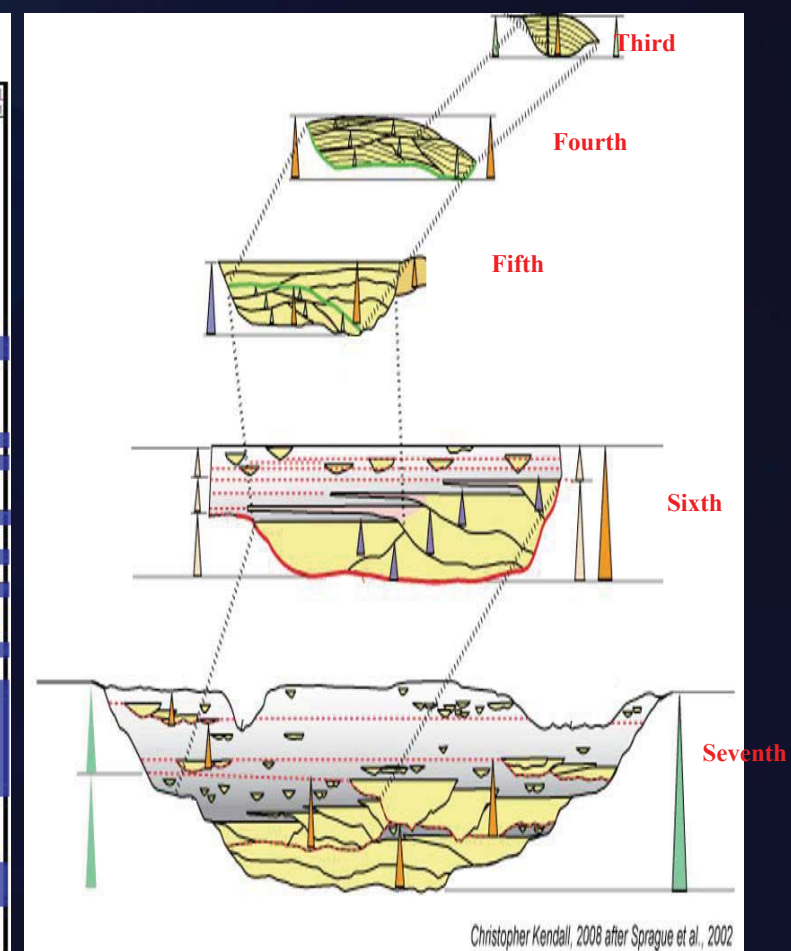 Third
Fourth
Fifth
Sixth
Seventh
Christopher Kendall, 2008 after Sprague et al., 2002